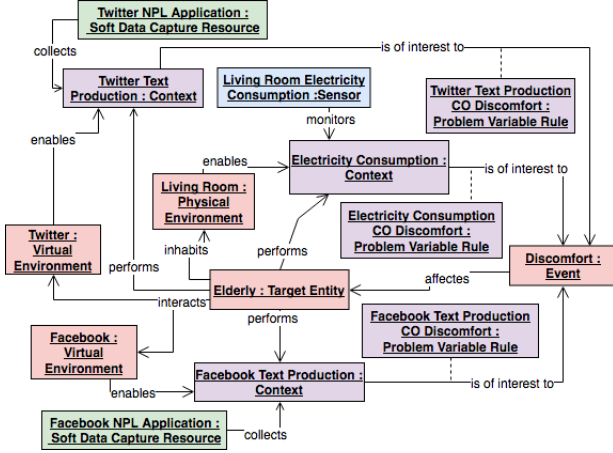 Twitter NPL Application :
Soft Data Capture Resource
collects
is of interest to
Twitter Text
Production : Context
Living Room Electricity
Consumption :Sensor
Twitter Text Production
CO Discomfort :
Problem Variable Rule
monitors
enables
enables
Electricity Consumption :
Context
is of interest to
Living Room :
Physical
Environment
Electricity Consumption
CO Discomfort :
Problem Variable Rule
Twitter :
Virtual
Environment
inhabits
performs
performs
Discomfort :
Event
affectes
Elderly : Target Entity
interacts
performs
Facebook Text Production
CO Discomfort :
Problem Variable Rule
Facebook :
Virtual
Environment
enables
Facebook Text Production :
Context
is of interest to
Facebook NPL Application :
Soft Data Capture Resource
collects